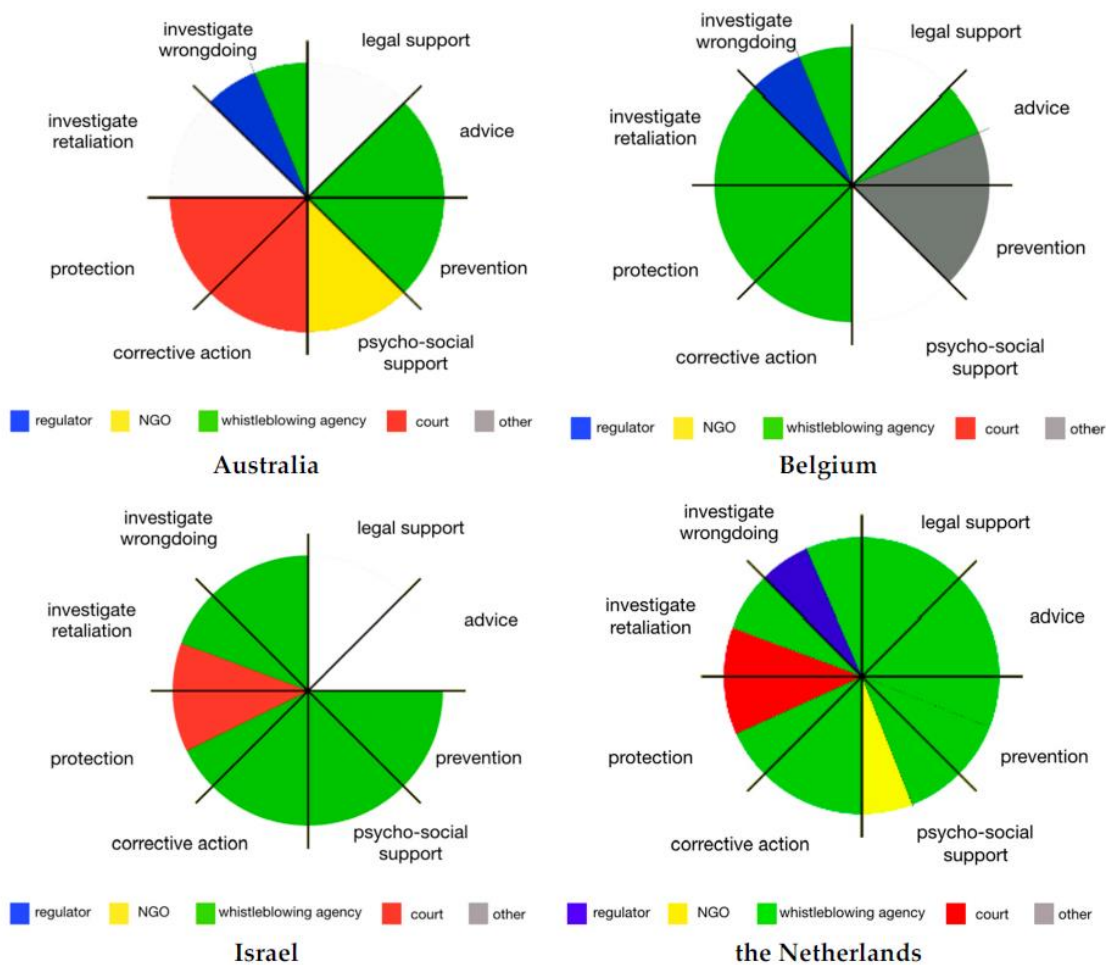 investigate
wrongdoing
legal support
investigate
retaliation
advice
protection
prevention
corrective action
psycho-social
support
regulator NGO whistleblowing agency court other
Australia
investigate
wrongdoing
legal support
investigate
retaliation
advice
protection
prevention
corrective action
psycho-social
support
regulator NGO whistleblowing agency court other
Belgium
investigate
wrongdoing
legal support
investigate
retaliation
advice
protection
prevention
corrective action
psycho-social
support
regulator NGO whistleblowing agency court other
Israel
investigate
wrongdoing
legal support
investigate
retaliation
advice
protection
prevention
corrective action
psycho-social
support
regulator NGO whistleblowing agency court other
the Netherlands